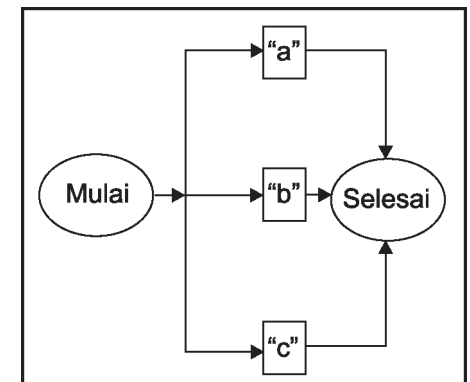 “a”
Mulai
“b”
Selesai
“c”